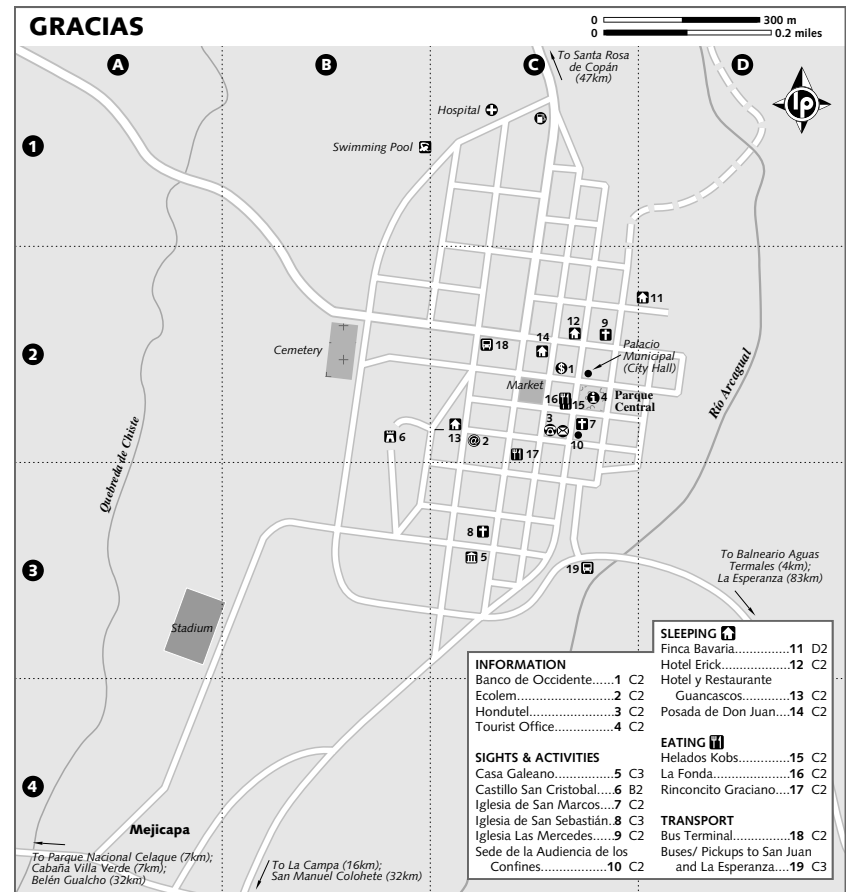 GRACIAS
0 300 m
0 0.2 miles
A
B
C
D
To Santa Rosa
de Copán
(47km)
lp
Hospital
1
Swimming Pool
11
12
9
2
Cemetery
18
14
Palacio
Municipal
(City Hall)
$ 1
Market
16
15
i 4
Parque
Central
Río Arcagual
6
13
@ 2
3
7
10
17
Quebreda de Chiste
8
5
3
19
To Balneario Aguas
Termales (4km);
La Esperanza (83km)
Stadium
4
Mejicapa
To Parque Nacional Celaque (7km);
Cabaña Villa Verde (7km);
Belén Gualcho (32km)
To La Campa (16km);
San Manuel Colohete (32km)
INFORMATION
Banco de Occidente......1 C2
Ecolem......................2 C2
Hondutel....................3 C2
Tourist Office...............4 C2
SIGHTS & ACTIVITIES
Casa Galeano...............5 C3
Castillo San Cristobal.....6 B2
Iglesia de San Marcos....7 C2
Iglesia de San Sebastián..8 C3
Iglesia Las Mercedes......9 C2
Sede de la Audiencia de los
Confines...................10 C2
SLEEPING
Finca Bavaria...............11 D2
Hotel Erick..................12 C2
Hotel y Restaurante
Guancascos...............13 C2
Posada de Don Juan....14 C2
EATING
Helados Kobs..............15 C2
La Fonda....................16 C2
Rinconcito Graciano....17 C2
TRANSPORT
Bus Terminal...............18 C2
Buses/ Pickups to San Juan
and La Esperanza......19 C3